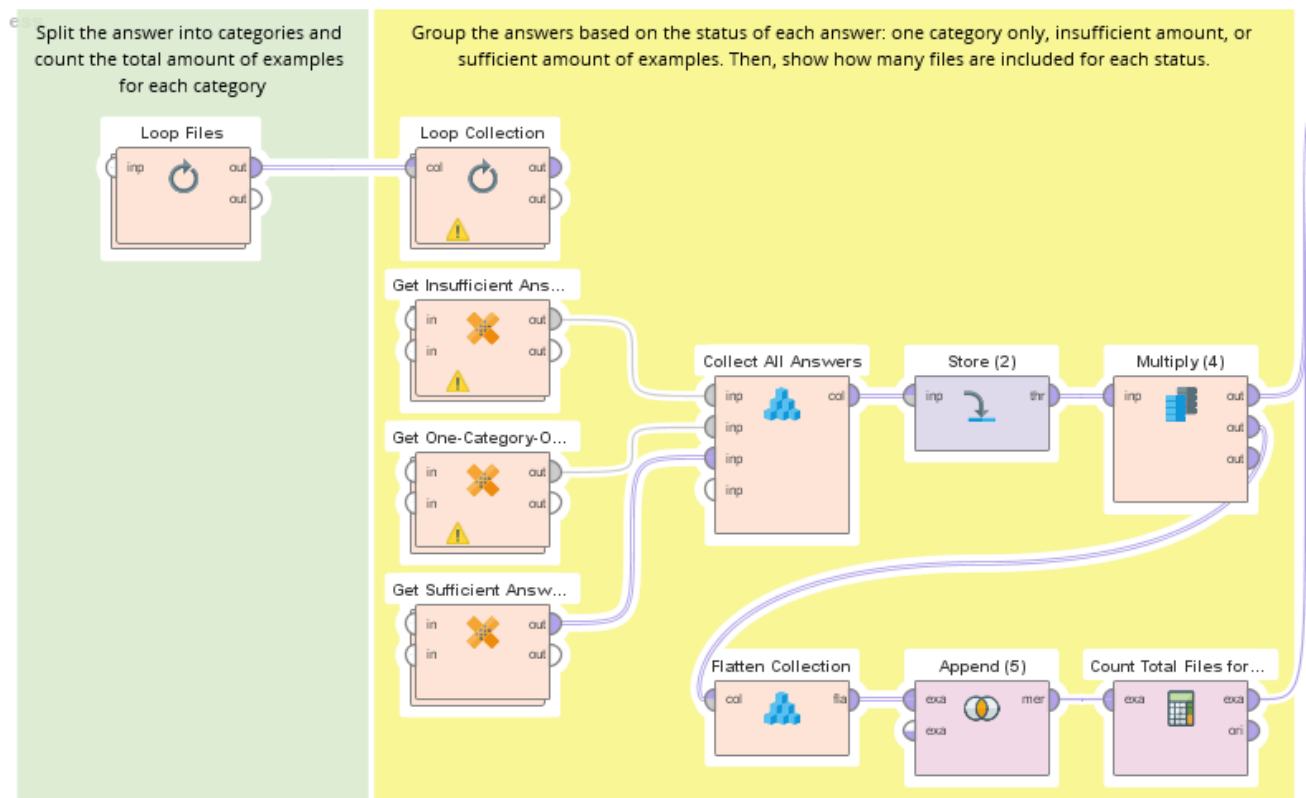 Split the answer into categories and
count the total amount of examples
for each category
Group the answers based on the status of each answer: one category only, insufficient amount, or
sufficient amount of examples. Then, show how many files are included for each status.
Loop Files
inp
out
out
Loop Collection
col
out
out
Get Insufficient Ans...
in
out
in
out
Get One-Category-O...
in
out
in
out
Get Sufficient Answ...
in
out
in
out
Collect All Answers
inp
col
inp
inp
inp
Store (2)
inp
thr
Multiply (4)
inp
out
out
out
Flatten Collection
col
fla
Append (5)
exa
mer
exa
Count Total Files for...
exa
exa
ori